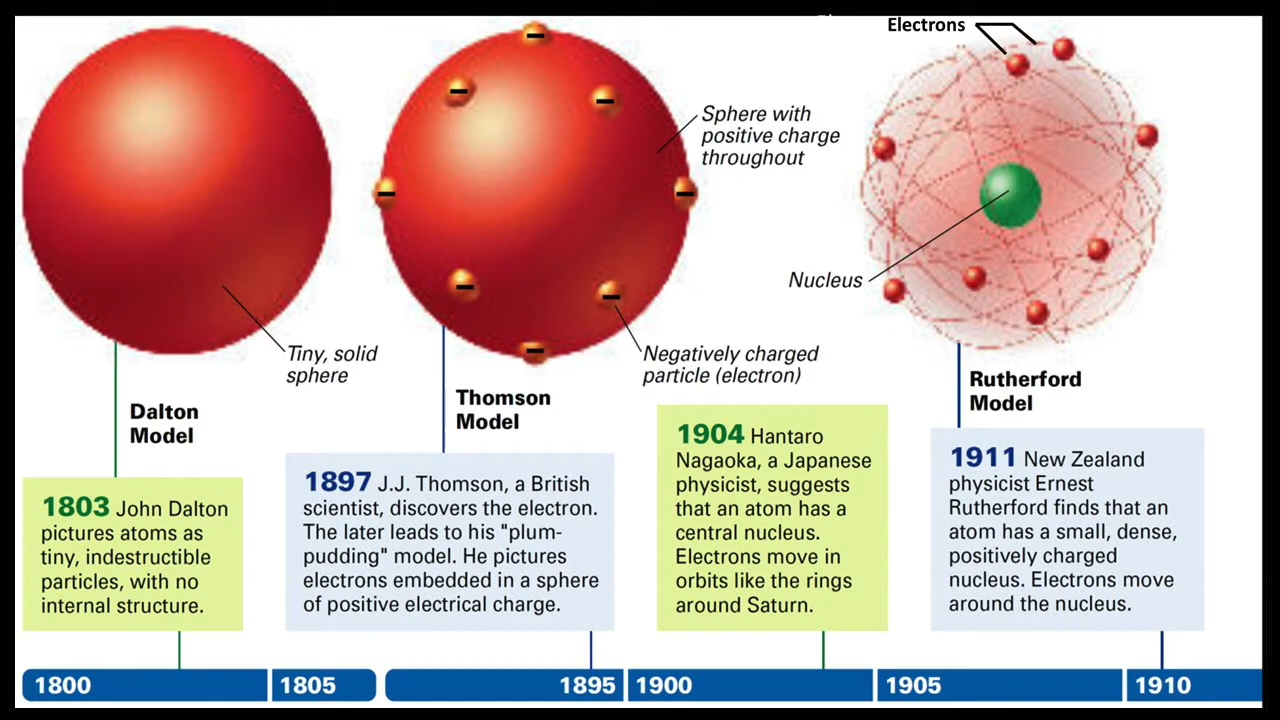 Electrons
Sphere with
positive charge
throughout
Nucleus
Tiny, solid
sphere
Negatively charged
particle (electron)
Dalton
Model
Thomson
Model
Rutherford
Model
1803 John Dalton
pictures atoms as
tiny, indestructible
particles, with no
internal structure.
1897 J.J. Thomson, a British
scientist, discovers the electron.
The later leads to his "plum-
pudding" model. He pictures
electrons embedded in a sphere
of positive electrical charge.
1904 Hantaro
Nagaoka, a Japanese
physicist, suggests
that an atom has a
central nucleus.
Electrons move in
orbits like the rings
around Saturn.
1911 New Zealand
physicist Ernest
Rutherford finds that an
atom has a small, dense,
positively charged
nucleus. Electrons move
around the nucleus.
1800 1805 1895 1900 1905 1910